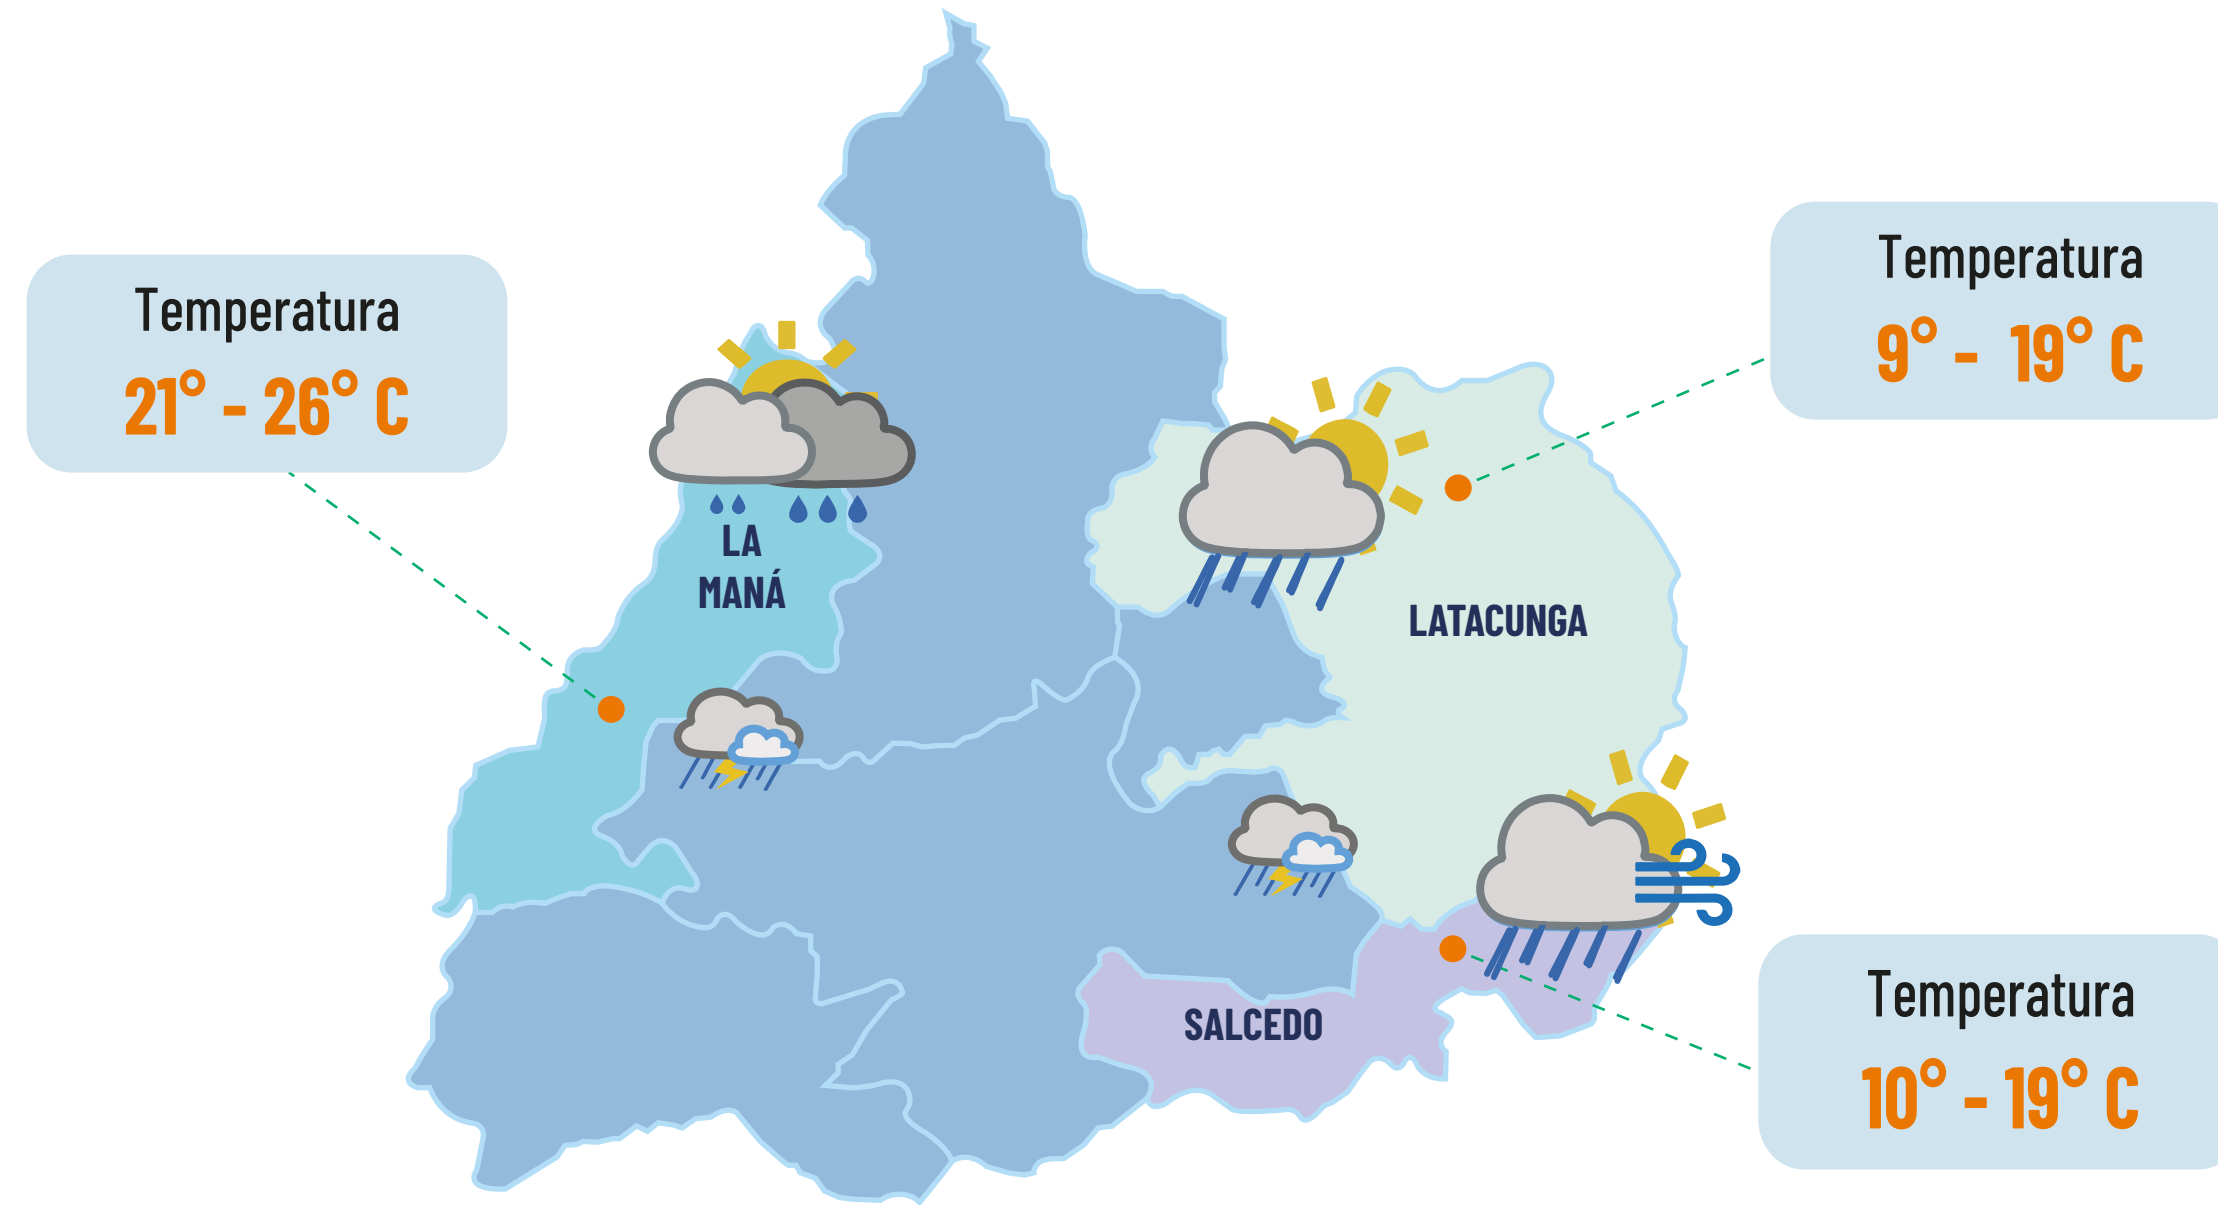 Temperatura
21° - 26° C
Temperatura
9° - 19° C
LA
MANÁ
LATACUNGA
SALCEDO
Temperatura
10° - 19° C